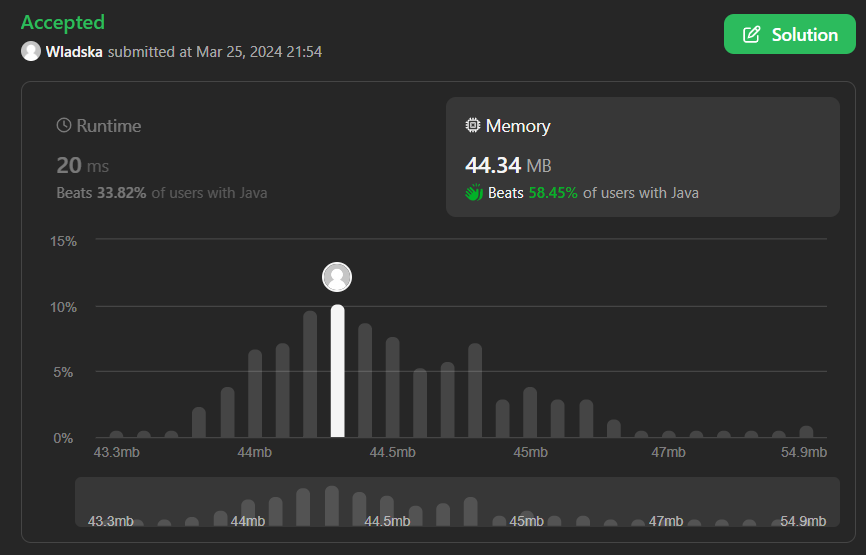 Accepted
Wladska submitted at Mar 25, 2024 21:54
Solution
Runtime
20 ms
Beats 33.82% of users with Java
Memory
44.34 MB
Beats 58.45% of users with Java
15%
10%
5%
0%
43.3mb 44mb 44.5mb 45mb 47mb 54.9mb
43.3mb 44mb 44.5mb 45mb 47mb 54.9mb